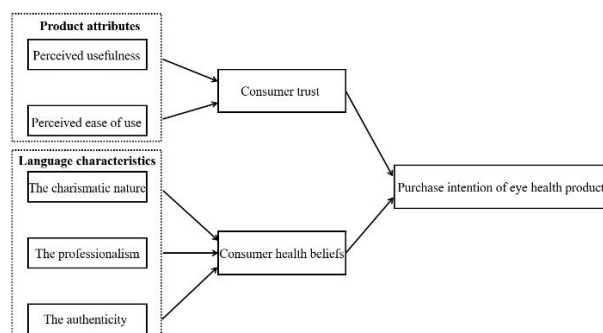 Product attributes
Perceived usefulness
Perceived ease of use
Consumer trust
Language characteristics
The charismatic nature
The professionalism
The authenticity
Consumer health beliefs
Purchase intention of eye health product